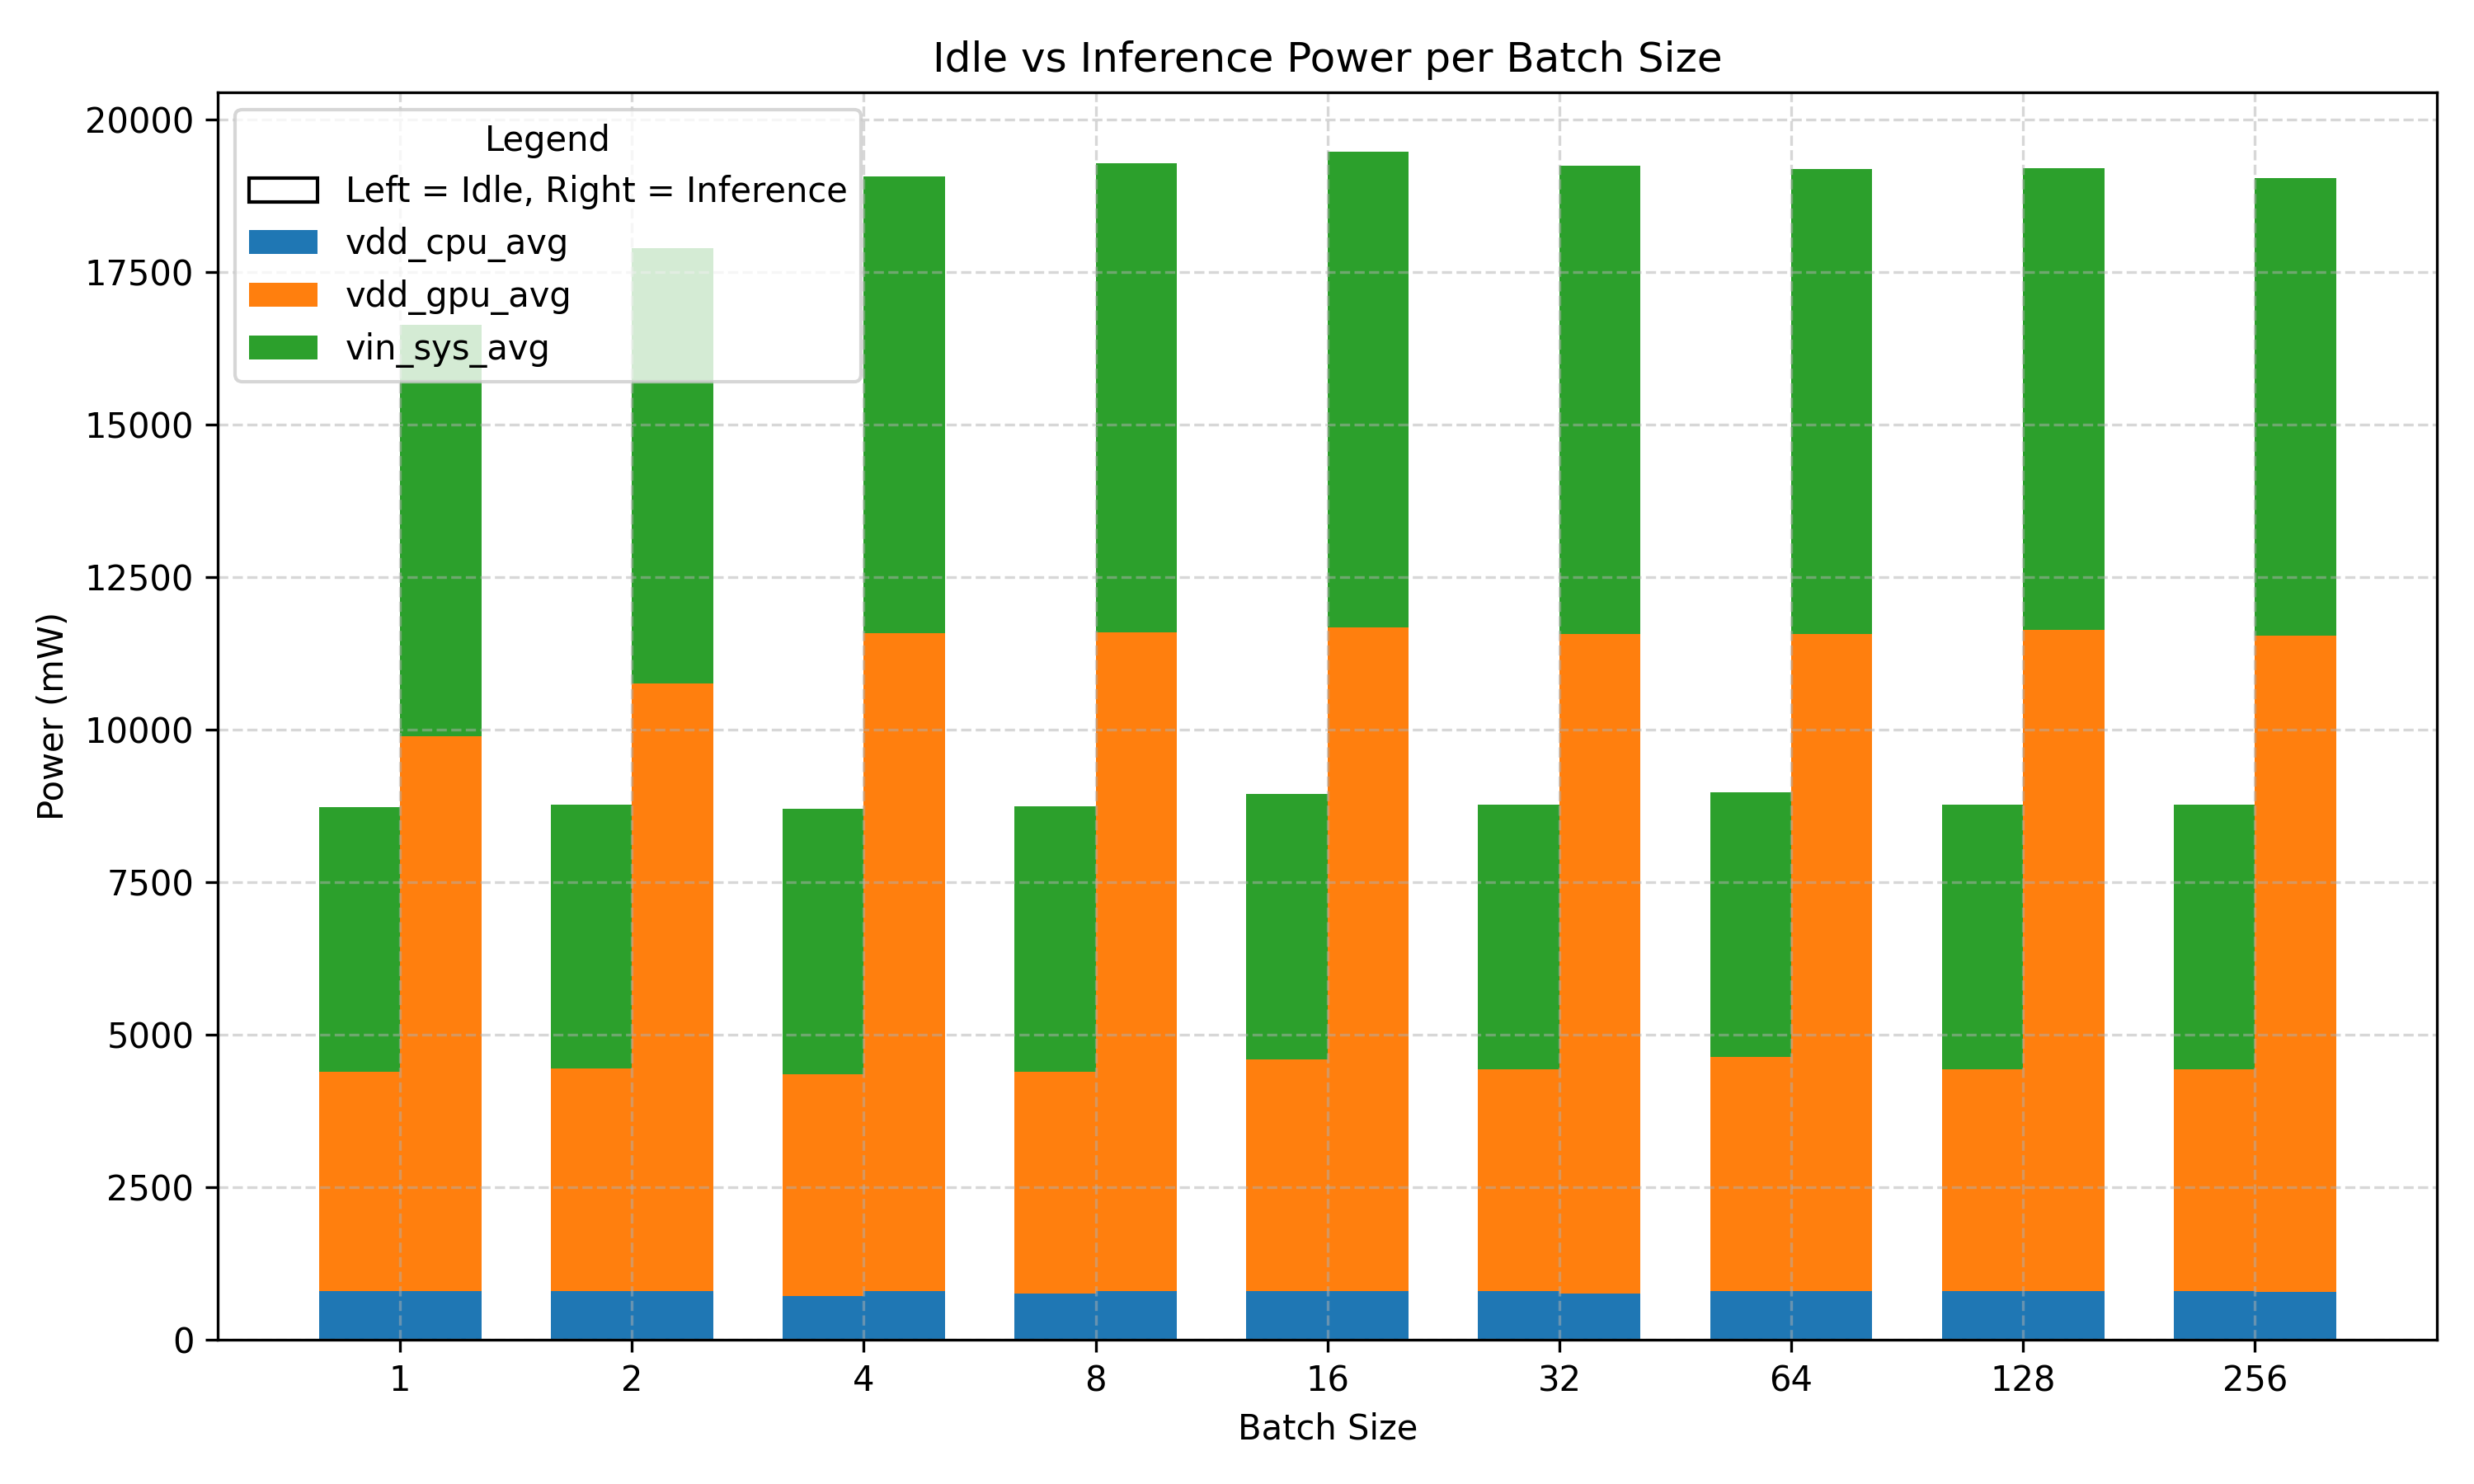 Idle vs Inference Power per Batch Size
Legend
Left = Idle, Right = Inference
vdd_cpu_avg
vdd_gpu_avg
vin_sys_avg
Power (mW)
20000
17500
15000
12500
10000
7500
5000
2500
0
1 2 4 8 16 32 64 128 256
Batch Size